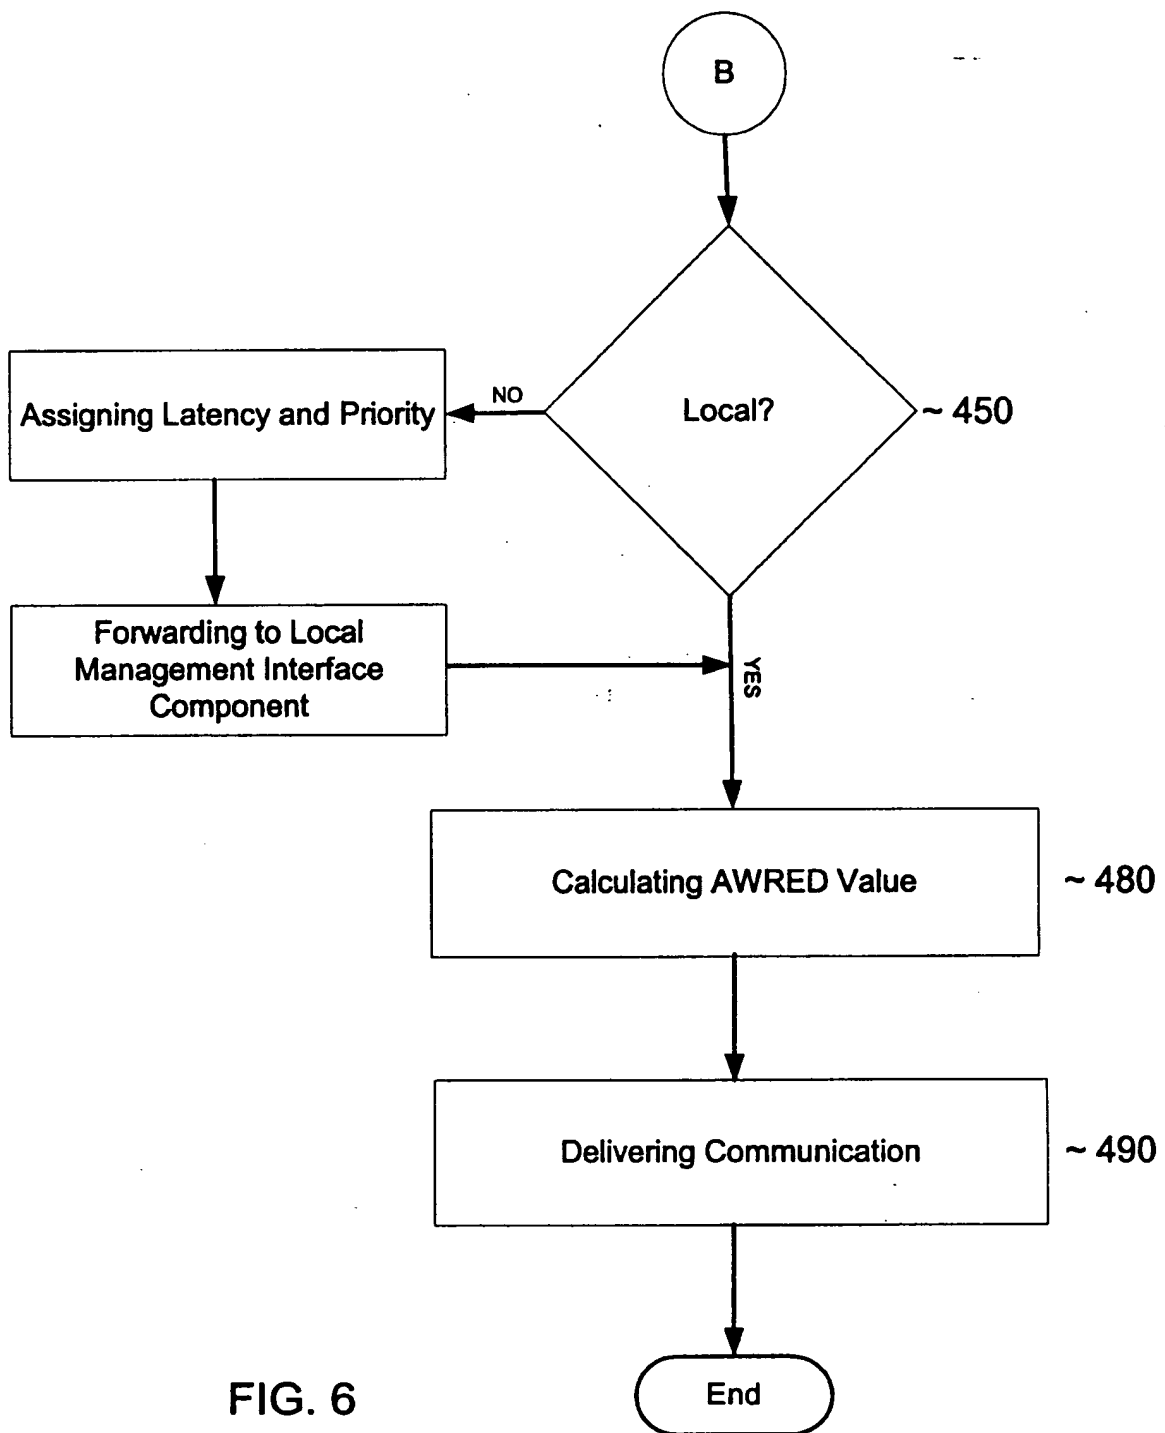 B
Local?
~ 450
NO
Assigning Latency and Priority
Forwarding to Local
Management Interface
Component
YES
Calculating AWRED Value
~ 480
Delivering Communication
~ 490
End
FIG. 6